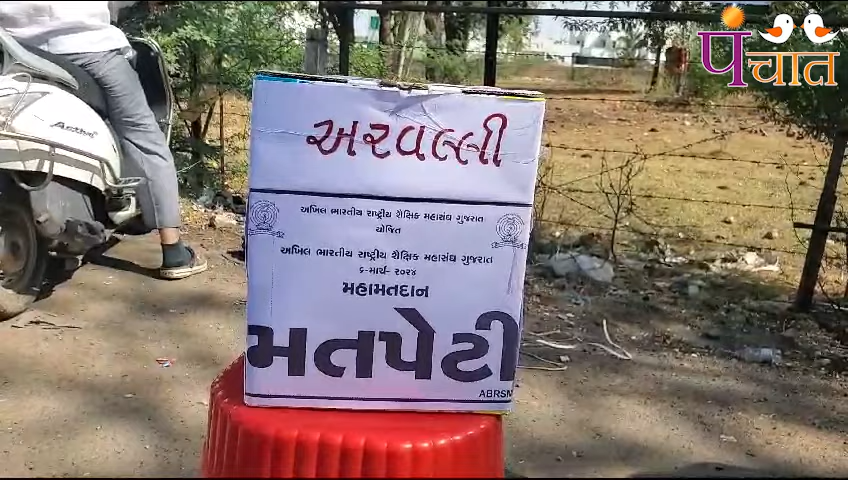 પ
પંચાત
Activa
અરવલ્લી
અખિલ ભારતીય રાષ્ટ્રીય શૈક્ષિક મહાસંઘ ગુજરાત
યોજિત
અખિલ ભારતીય રાષ્ટ્રીય શૈક્ષિક મહાસંઘ ગુજરાત
૬-માર્ચ-૨૦૨૪
મહામતદાન
મતપેટી
ABRSM